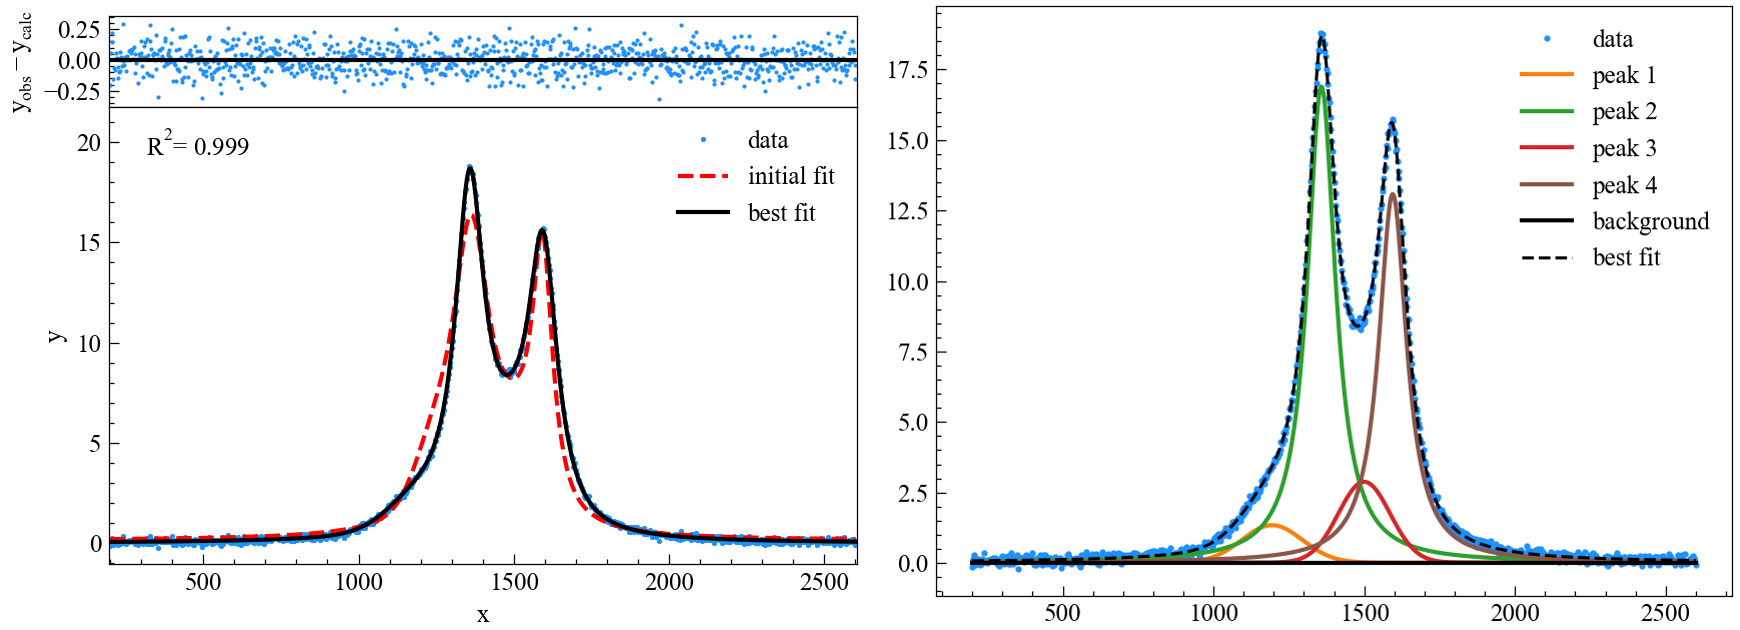 y_obs − y_calc
0.25
0.00
−0.25
R²= 0.999
data
initial fit
best fit
y
20
15
10
5
0
500
1000
1500
2000
2500
x
data
peak 1
peak 2
peak 3
peak 4
background
best fit
17.5
15.0
12.5
10.0
7.5
5.0
2.5
0.0
500
1000
1500
2000
2500